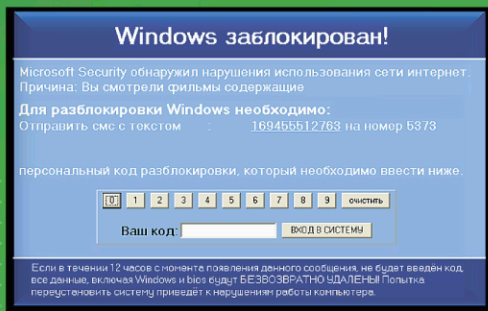 Windows заблокирован!
Microsoft Security обнаружил нарушения использования сети интернет.
Причина: Вы смотрели фильмы содержащие
Для разблокировки Windows необходимо:
Отправить смс с текстом : 169455512763 на номер 5373
персональный код разблокировки, который необходимо ввести ниже.
0 1 2 3 4 5 6 7 8 9 очистить
Ваш код: ВХОД В СИСТЕМУ
Если в течении 12 часов с момента появления данного сообщения, не будет введён код,
все данные, включая Windows и bios будут БЕЗВОЗВРАТНО УДАЛЕНЫ! Попытка
переустановить систему приведёт к нарушениям работы компьютера.